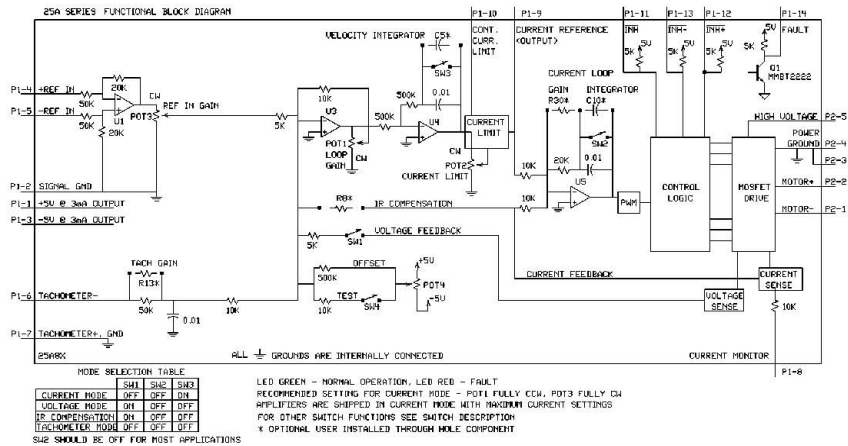 25A SERIES FUNCTIONAL BLOCK DIAGRAM
P1-10
P1-9
P1-11
P1-13
P1-12
P1-14
CONT.
CURR.
LIMIT
CURRENT REFERENCE
<OUTPUT>
INH
INH+
INH-
FAULT
5V
5K
5V
5K
5V
5K
5V
5K
Q1
MMBT2222
VELOCITY INTEGRATOR
C5*
SW3
P1-4 +REF IN
P1-5 -REF IN
50K
50K
20K
20K
U1
CW
POT3
REF IN GAIN
5K
10K
U3
POT1
LOOP
GAIN
CW
500K
500K
0.01
U4
CURRENT
LIMIT
CW
POT2
CURRENT LIMIT
CURRENT LOOP
GAIN
R30*
INTEGRATOR
C10*
SW2
20K
0.01
10K
10K
U5
PWM
CONTROL
LOGIC
MOSFET
DRIVE
HIGH VOLTAGE P2-5
POWER
GROUND
P2-4
P2-3
MOTOR+ P2-2
MOTOR- P2-1
P1-2 SIGNAL GND
P1-1 +5V @ 3mA OUTPUT
P1-3 -5V @ 3mA OUTPUT
R8*
IR COMPENSATION
5K
SW1
VOLTAGE FEEDBACK
OFFSET
500K
TEST
10K
SW4
+5V
POT4
-5V
CURRENT FEEDBACK
CURRENT
SENSE
VOLTAGE
SENSE
10K
TACH GAIN
R13*
P1-6 TACHOMETER-
50K
0.01
10K
P1-7 TACHOMETER+, GND
25A8X
ALL GROUNDS ARE INTERNALLY CONNECTED
CURRENT MONITOR
P1-8
MODE SELECTION TABLE
SW1 SW2 SW3
CURRENT MODE OFF OFF ON
VOLTAGE MODE ON OFF OFF
IR COMPENSATION ON OFF OFF
TACHOMETER MODE OFF OFF OFF
SW2 SHOULD BE OFF FOR MOST APPLICATIONS
LED GREEN - NORMAL OPERATION, LED RED - FAULT
RECOMMENDED SETTING FOR CURRENT MODE - POT1 FULLY CCW, POT3 FULLY CW
AMPLIFIERS ARE SHIPPED IN CURRENT MODE WITH MAXIMUM CURRENT SETTINGS
FOR OTHER SWITCH FUNCTIONS SEE SWITCH DESCRIPTION
* OPTIONAL USER INSTALLED THROUGH HOLE COMPONENT